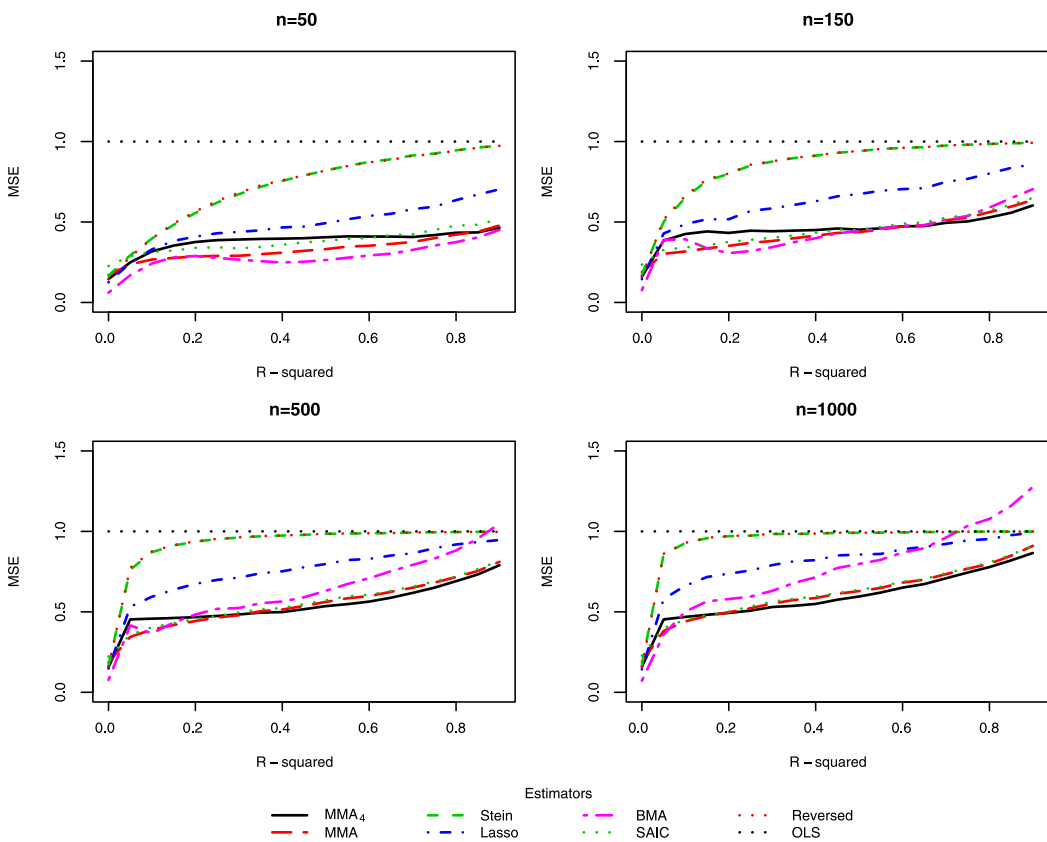 n=50
n=150
MSE
0.0 0.5 1.0 1.5
0.0 0.2 0.4 0.6 0.8
R − squared
MSE
0.0 0.5 1.0 1.5
0.0 0.2 0.4 0.6 0.8
R − squared
n=500
n=1000
MSE
0.0 0.5 1.0 1.5
0.0 0.2 0.4 0.6 0.8
R − squared
MSE
0.0 0.5 1.0 1.5
0.0 0.2 0.4 0.6 0.8
R − squared
Estimators
MMA₄ Stein BMA Reversed
MMA Lasso SAIC OLS